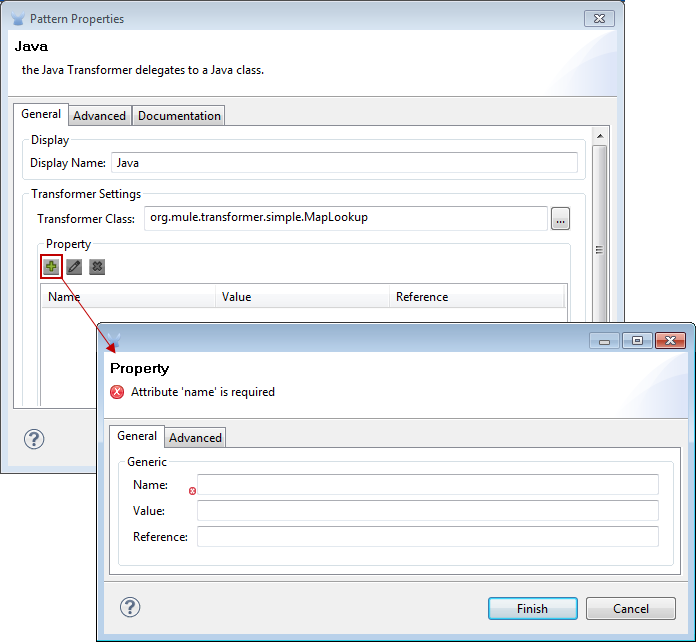 Pattern Properties
Java
the Java Transformer delegates to a Java class.
General Advanced Documentation
Display
Display Name: Java
Transformer Settings
Transformer Class: org.mule.transformer.simple.MapLookup ...
Property
Name Value Reference
Property
Attribute 'name' is required
General Advanced
Generic
Name:
Value:
Reference:
Finish Cancel